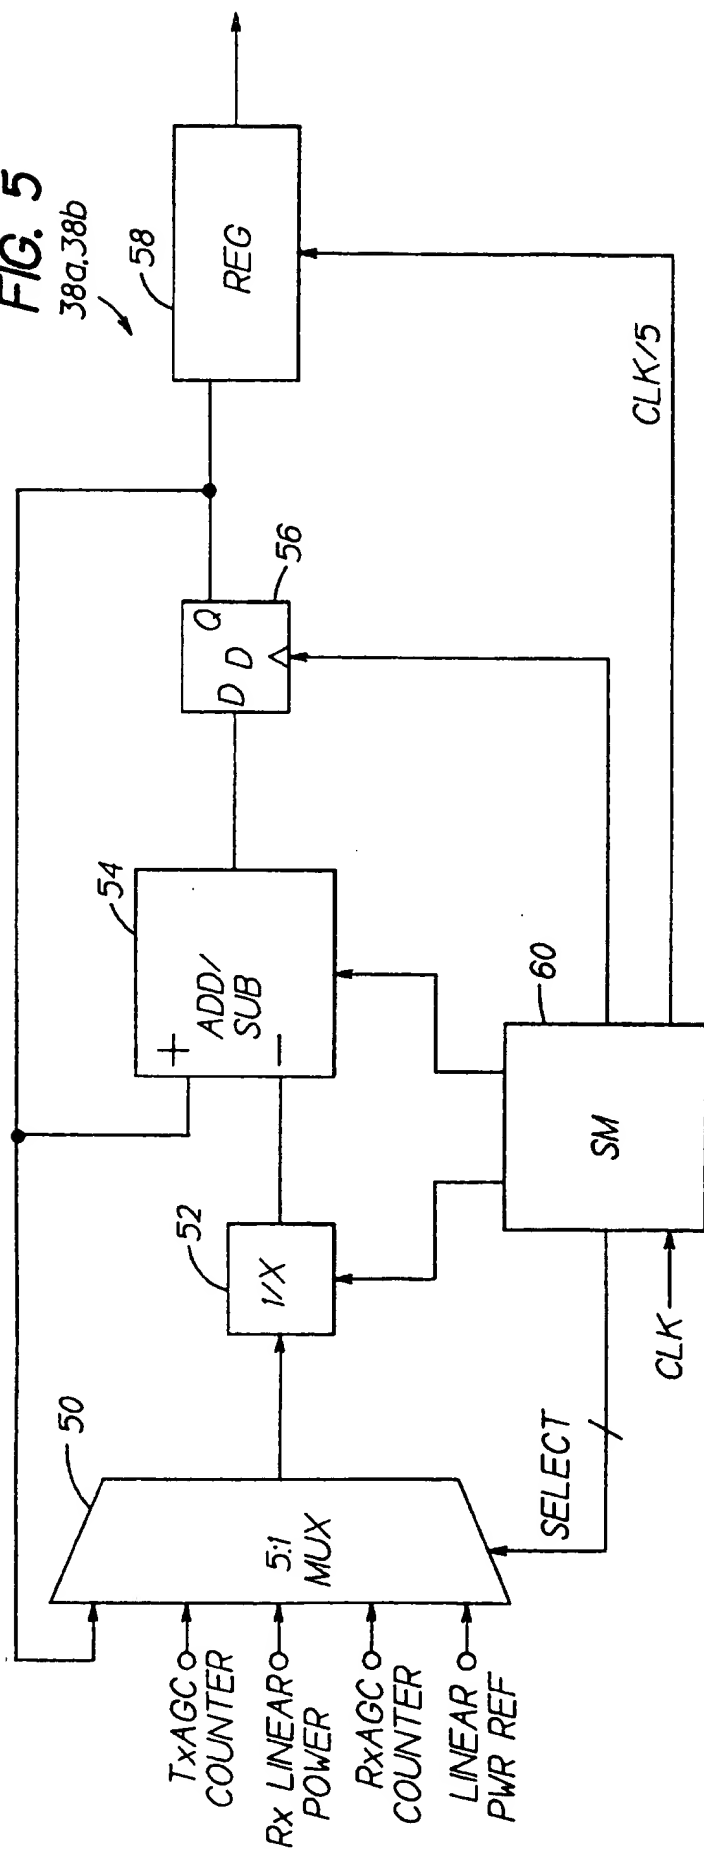 FIG. 5
38a,38b
58
REG
56
D
Q
D
54
+
ADD/
SUB
−
52
1/X
50
5:1
MUX
TxAGC
COUNTER
Rx LINEAR
POWER
RxAGC
COUNTER
LINEAR
PWR REF
SELECT
CLK
60
SM
CLK/5